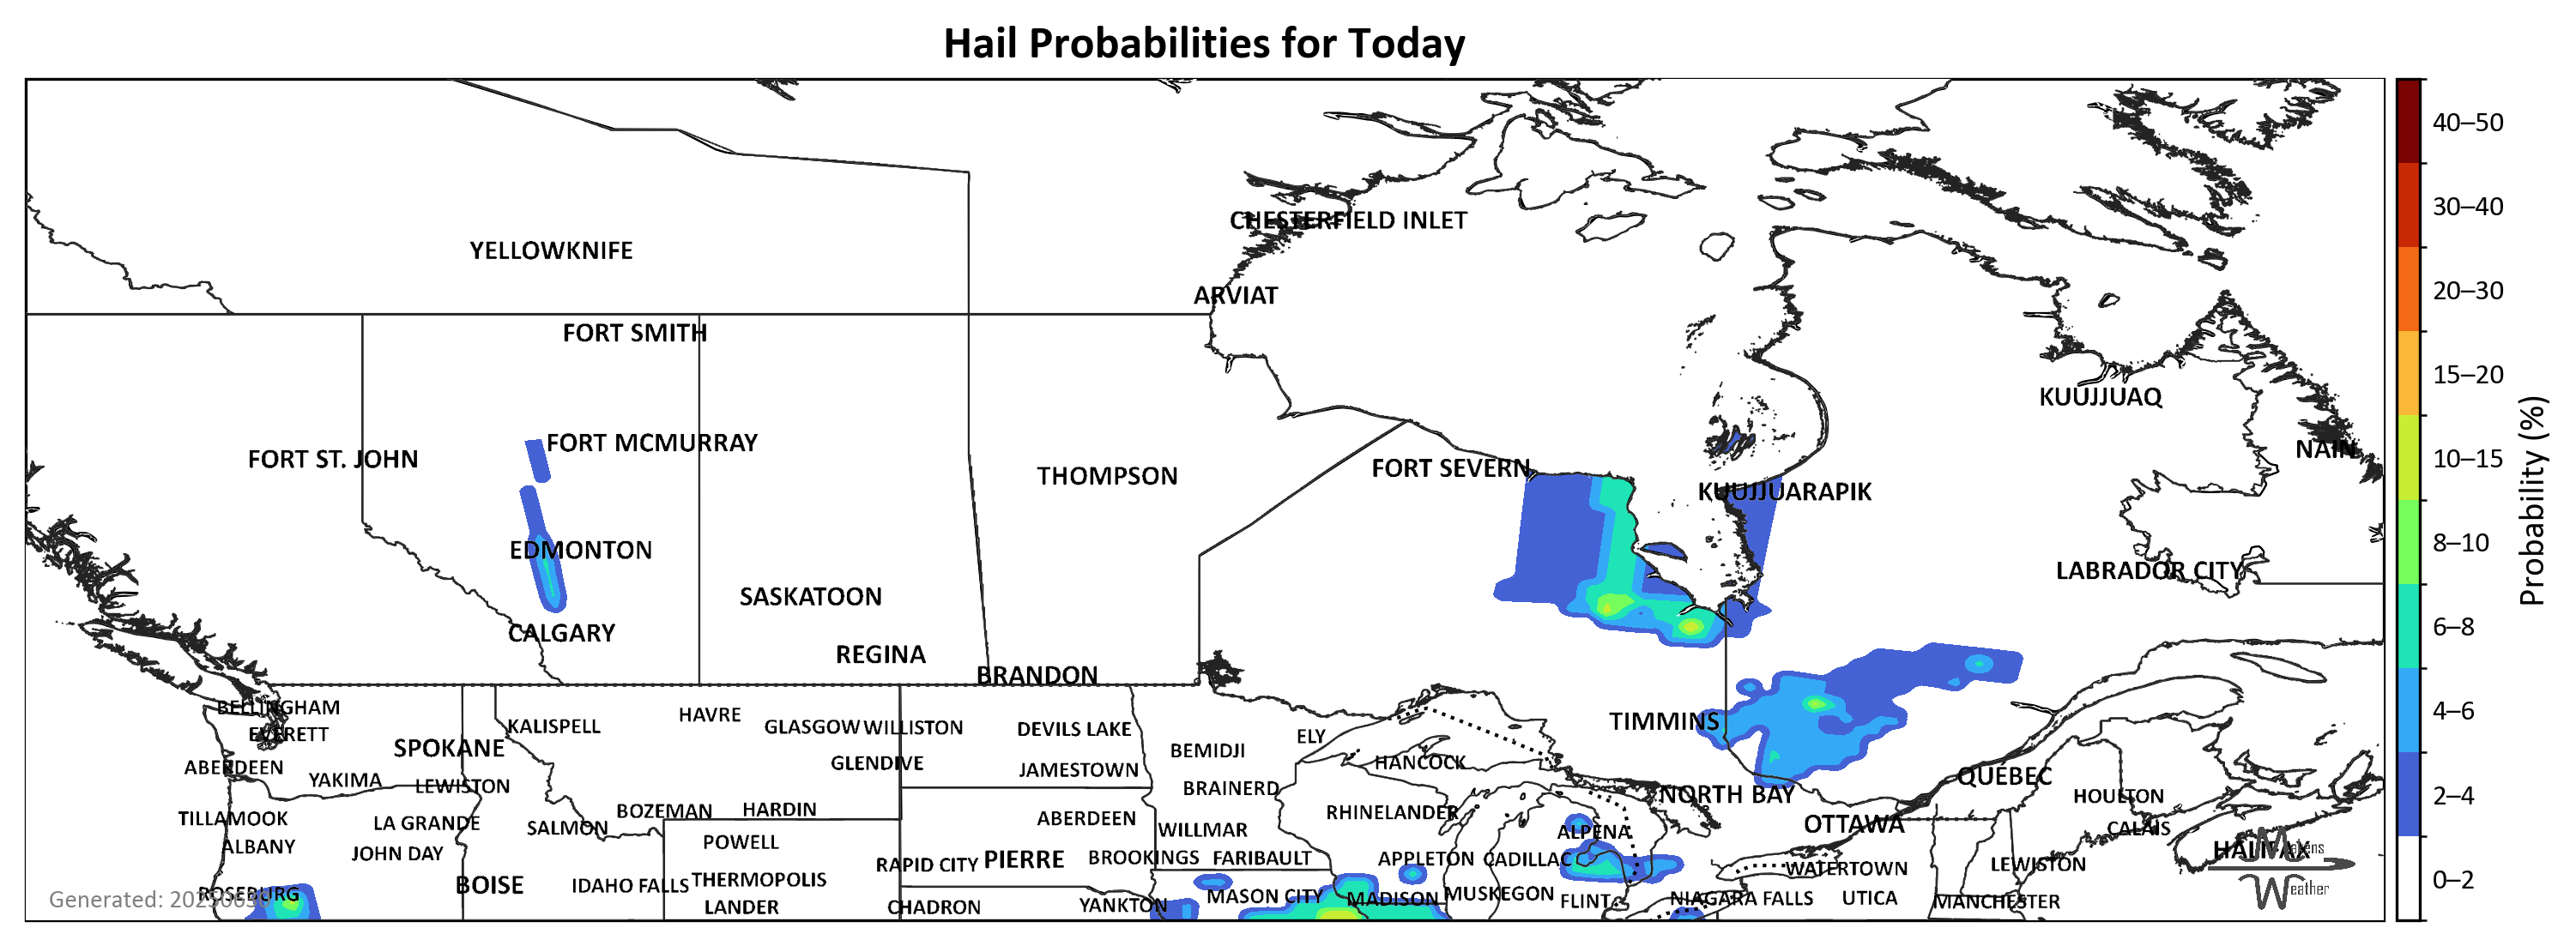 Hail Probabilities for Today
CHESTERFIELD INLET
YELLOWKNIFE
ARVIAT
FORT SMITH
KUUJJUAQ
FORT MCMURRAY
NAIN
FORT ST. JOHN
FORT SEVERN
THOMPSON
KUUJJUARAPIK
EDMONTON
LABRADOR CITY
SASKATOON
CALGARY
REGINA
BRANDON
BELLINGHAM
HAVRE
KALISPELL
GLASGOW
WILLISTON
DEVILS LAKE
TIMMINS
EVERETT
ELY
SPOKANE
BEMIDJI
GLENDIVE
HANCOCK
ABERDEEN
JAMESTOWN
QUÉBEC
YAKIMA
LEWISTON
BRAINERD
NORTH BAY
HOULTON
BOZEMAN
HARDIN
RHINELANDER
TILLAMOOK
ABERDEEN
LA GRANDE
OTTAWA
SALMON
WILLMAR
CALAIS
ALPENA
POWELL
ALBANY
HALIFAX
JOHN DAY
BROOKINGS
FARIBAULT
APPLETON
CADILLAC
PIERRE
RAPID CITY
LEWISTON
WATERTOWN
THERMOPOLIS
BOISE
IDAHO FALLS
ROSEBURG
MASON CITY
MADISON
MUSKEGON
NIAGARA FALLS
UTICA
FLINT
MANCHESTER
LANDER
CHADRON
YANKTON
eather
Generated:
40–50
30–40
20–30
15–20
10–15
8–10
6–8
4–6
2–4
0–2
Probability (%)